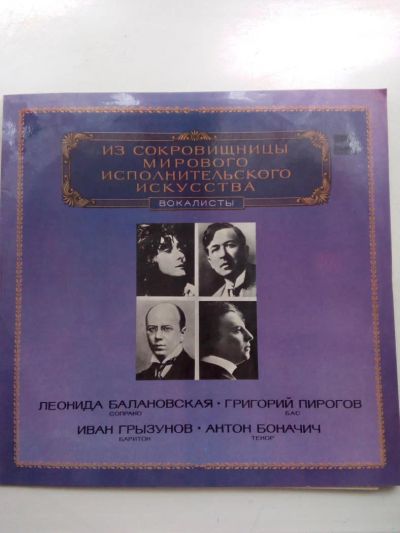 ИЗ СОКРОВИЩНИЦЫ
МИРОВОГО
ИСПОЛНИТЕЛЬСКОГО
ИСКУССТВА
ВОКАЛИСТЫ
ЛЕОНИДА БАЛАНОВСКАЯ · ГРИГОРИЙ ПИРОГОВ
СОПРАНО БАС
ИВАН ГРЫЗУНОВ · АНТОН БОНАЧИЧ
БАРИТОН ТЕНОР